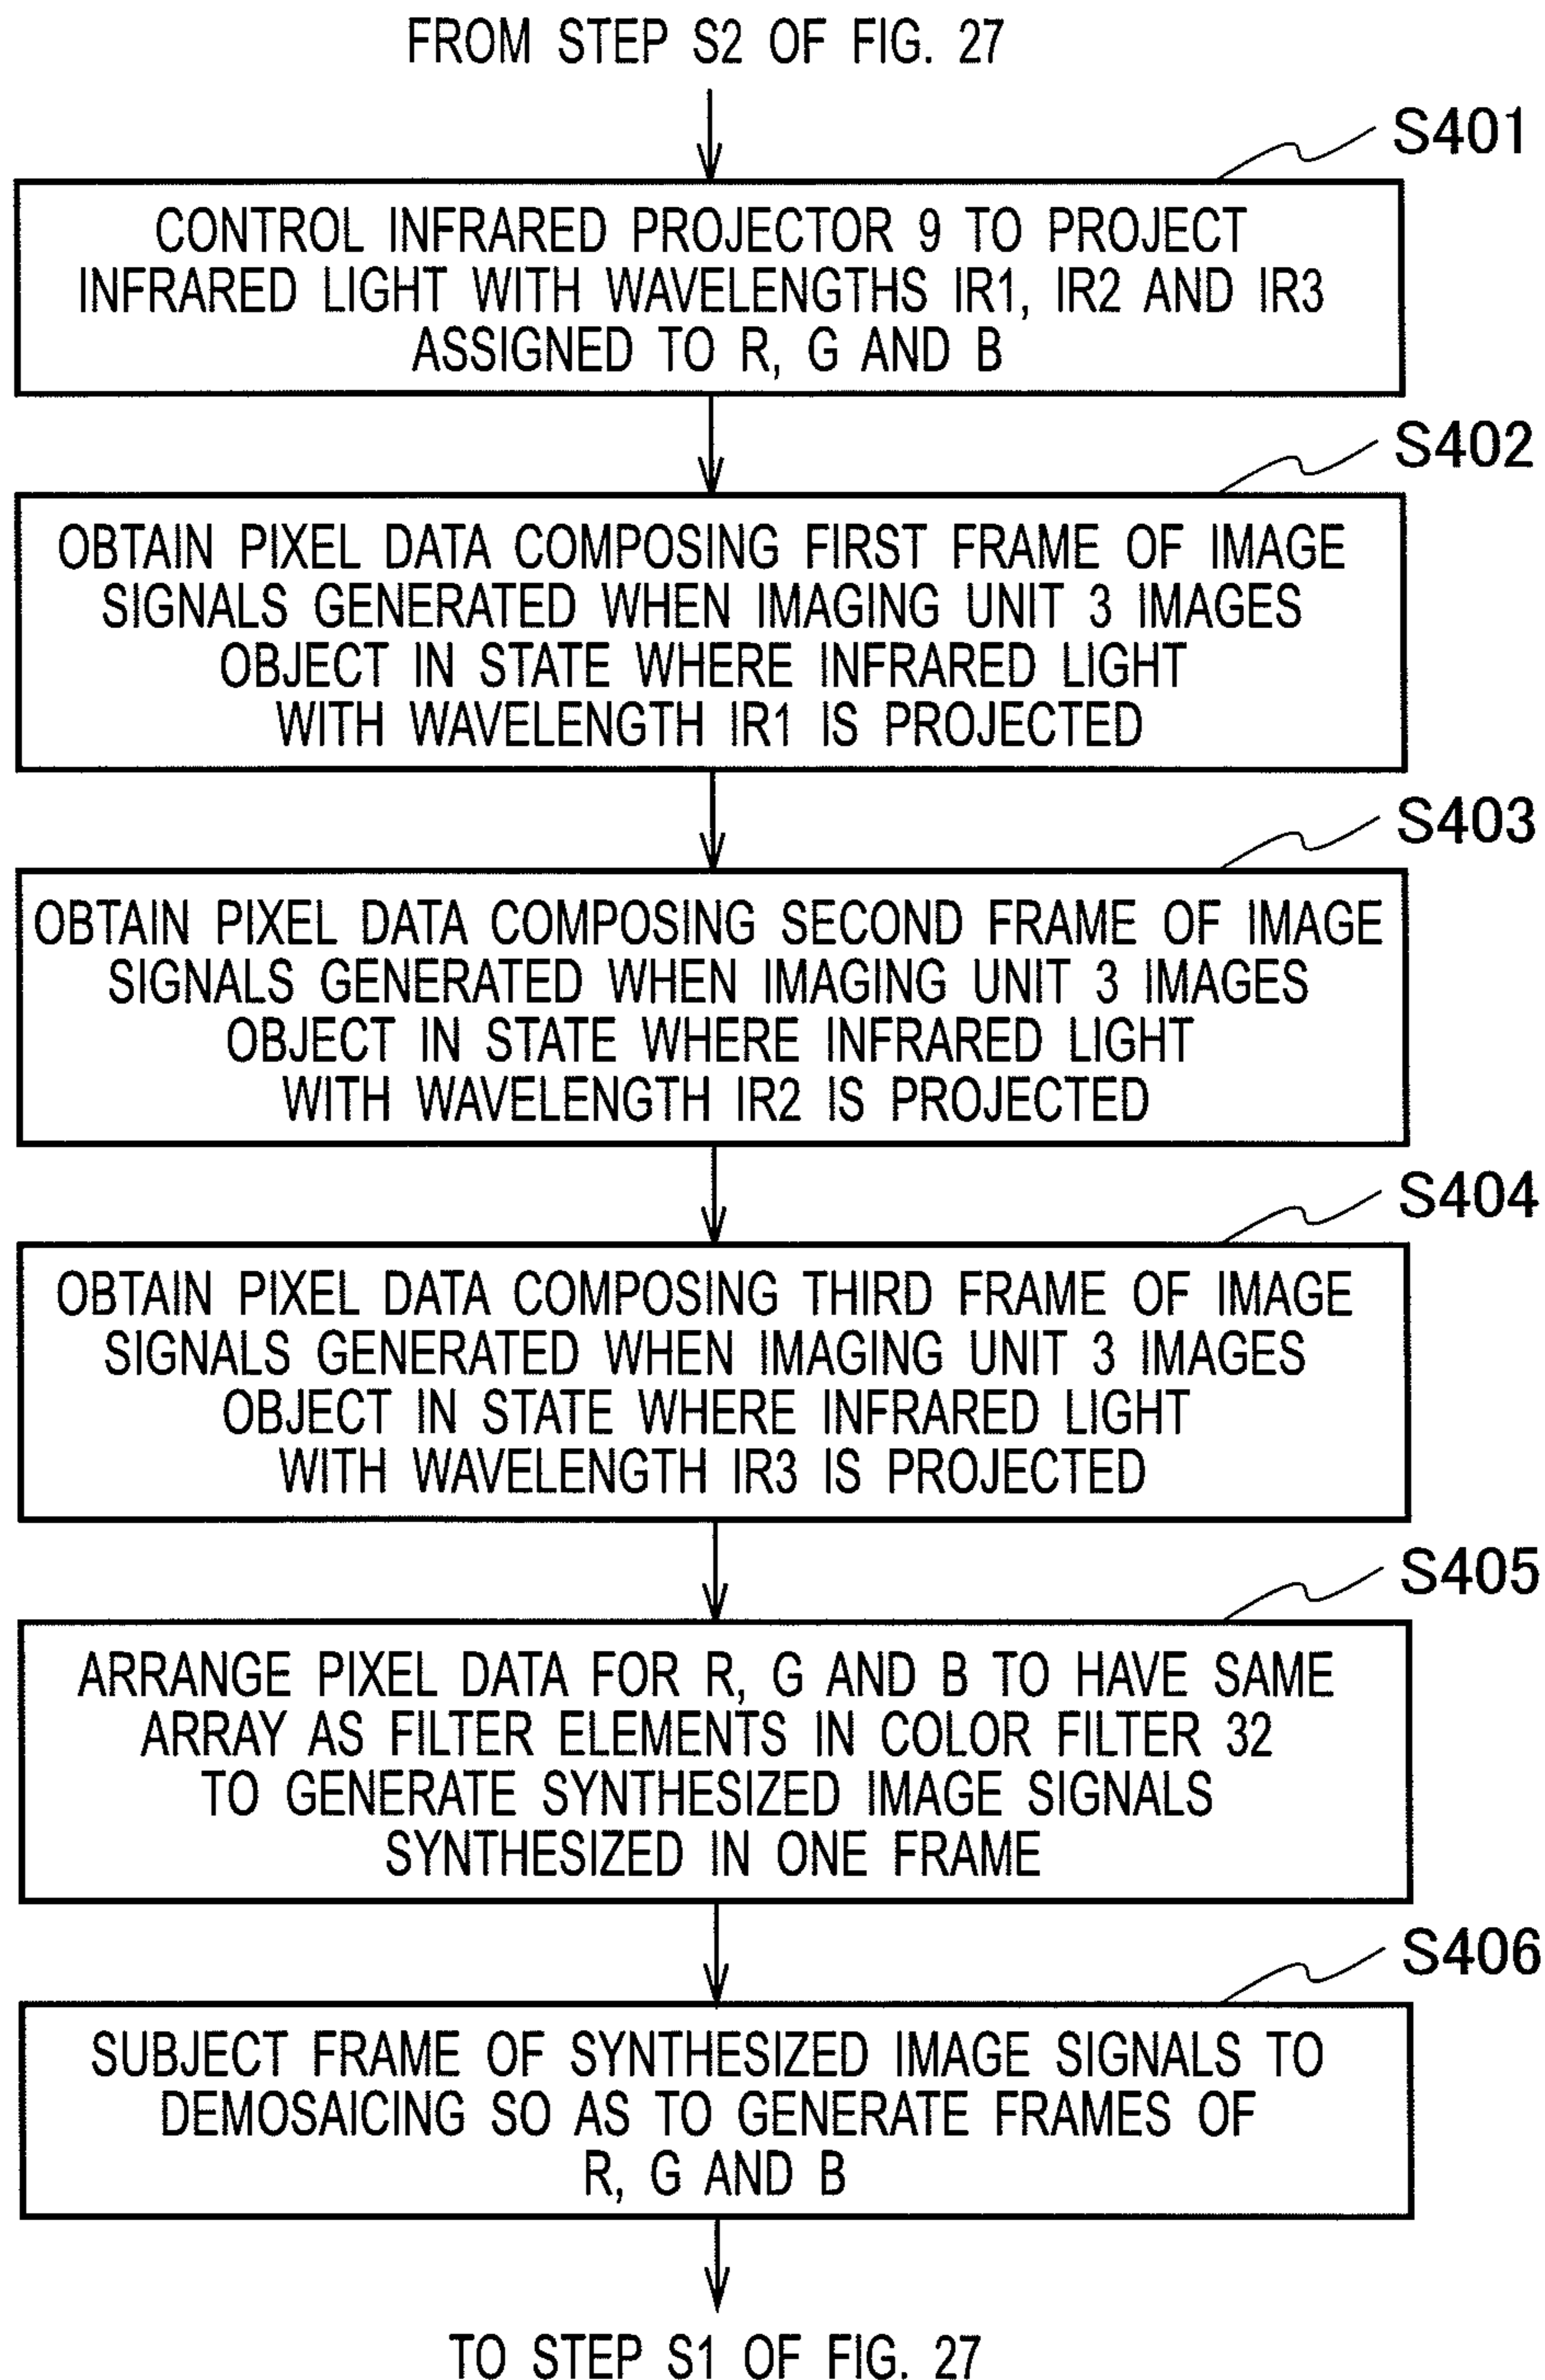 FROM STEP S2 OF FIG. 27
S401
CONTROL INFRARED PROJECTOR 9 TO PROJECT
INFRARED LIGHT WITH WAVELENGTHS IR1, IR2 AND IR3
ASSIGNED TO R, G AND B
S402
OBTAIN PIXEL DATA COMPOSING FIRST FRAME OF IMAGE
SIGNALS GENERATED WHEN IMAGING UNIT 3 IMAGES
OBJECT IN STATE WHERE INFRARED LIGHT
WITH WAVELENGTH IR1 IS PROJECTED
S403
OBTAIN PIXEL DATA COMPOSING SECOND FRAME OF IMAGE
SIGNALS GENERATED WHEN IMAGING UNIT 3 IMAGES
OBJECT IN STATE WHERE INFRARED LIGHT
WITH WAVELENGTH IR2 IS PROJECTED
S404
OBTAIN PIXEL DATA COMPOSING THIRD FRAME OF IMAGE
SIGNALS GENERATED WHEN IMAGING UNIT 3 IMAGES
OBJECT IN STATE WHERE INFRARED LIGHT
WITH WAVELENGTH IR3 IS PROJECTED
S405
ARRANGE PIXEL DATA FOR R, G AND B TO HAVE SAME
ARRAY AS FILTER ELEMENTS IN COLOR FILTER 32
TO GENERATE SYNTHESIZED IMAGE SIGNALS
SYNTHESIZED IN ONE FRAME
S406
SUBJECT FRAME OF SYNTHESIZED IMAGE SIGNALS TO
DEMOSAICING SO AS TO GENERATE FRAMES OF
R, G AND B
TO STEP S1 OF FIG. 27